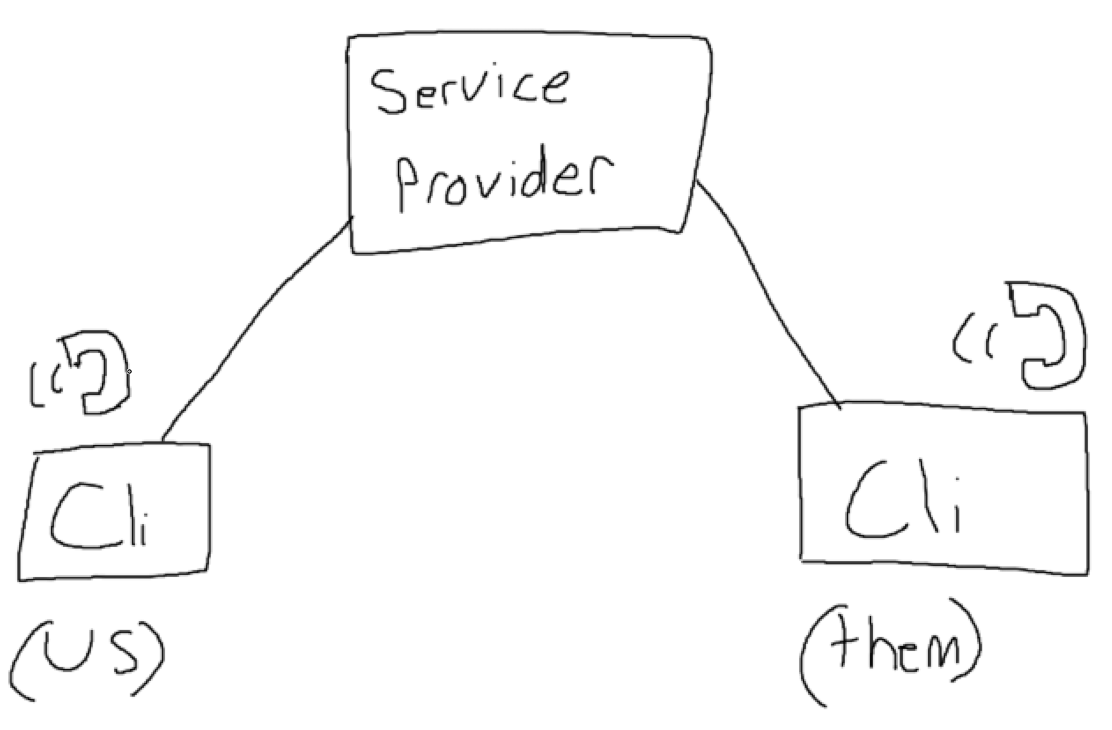 Service
Provider
Cli
Cli
(US)
(them)